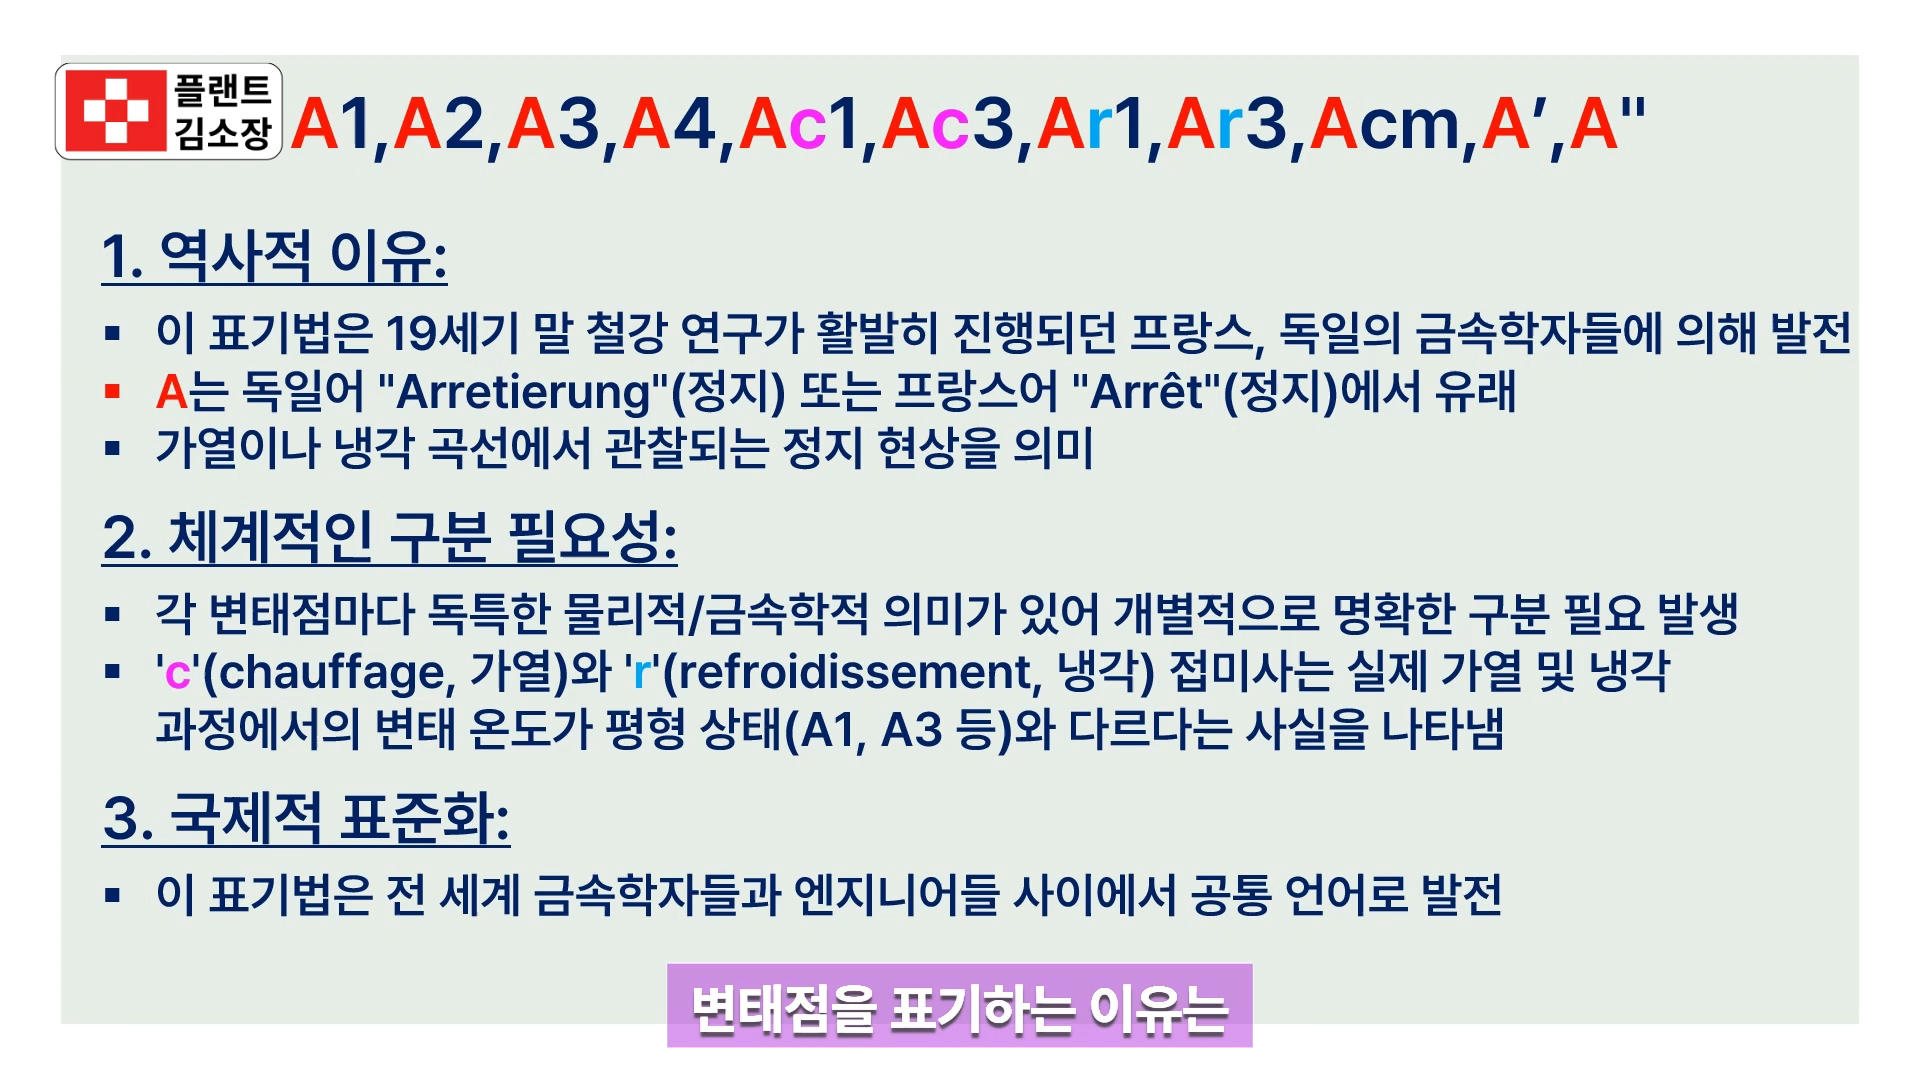 플랜트
김소장
A1,A2,A3,A4,Ac1,Ac3,Ar1,Ar3,Acm,A′,A"
1. 역사적 이유:
▪ 이 표기법은 19세기 말 철강 연구가 활발히 진행되던 프랑스, 독일의 금속학자들에 의해 발전
▪ A는 독일어 "Arretierung"(정지) 또는 프랑스어 "Arrêt"(정지)에서 유래
▪ 가열이나 냉각 곡선에서 관찰되는 정지 현상을 의미
2. 체계적인 구분 필요성:
▪ 각 변태점마다 독특한 물리적/금속학적 의미가 있어 개별적으로 명확한 구분 필요 발생
▪ 'c'(chauffage, 가열)와 'r'(refroidissement, 냉각) 접미사는 실제 가열 및 냉각
과정에서의 변태 온도가 평형 상태(A1, A3 등)와 다르다는 사실을 나타냄
3. 국제적 표준화:
▪ 이 표기법은 전 세계 금속학자들과 엔지니어들 사이에서 공통 언어로 발전
변태점을 표기하는 이유는